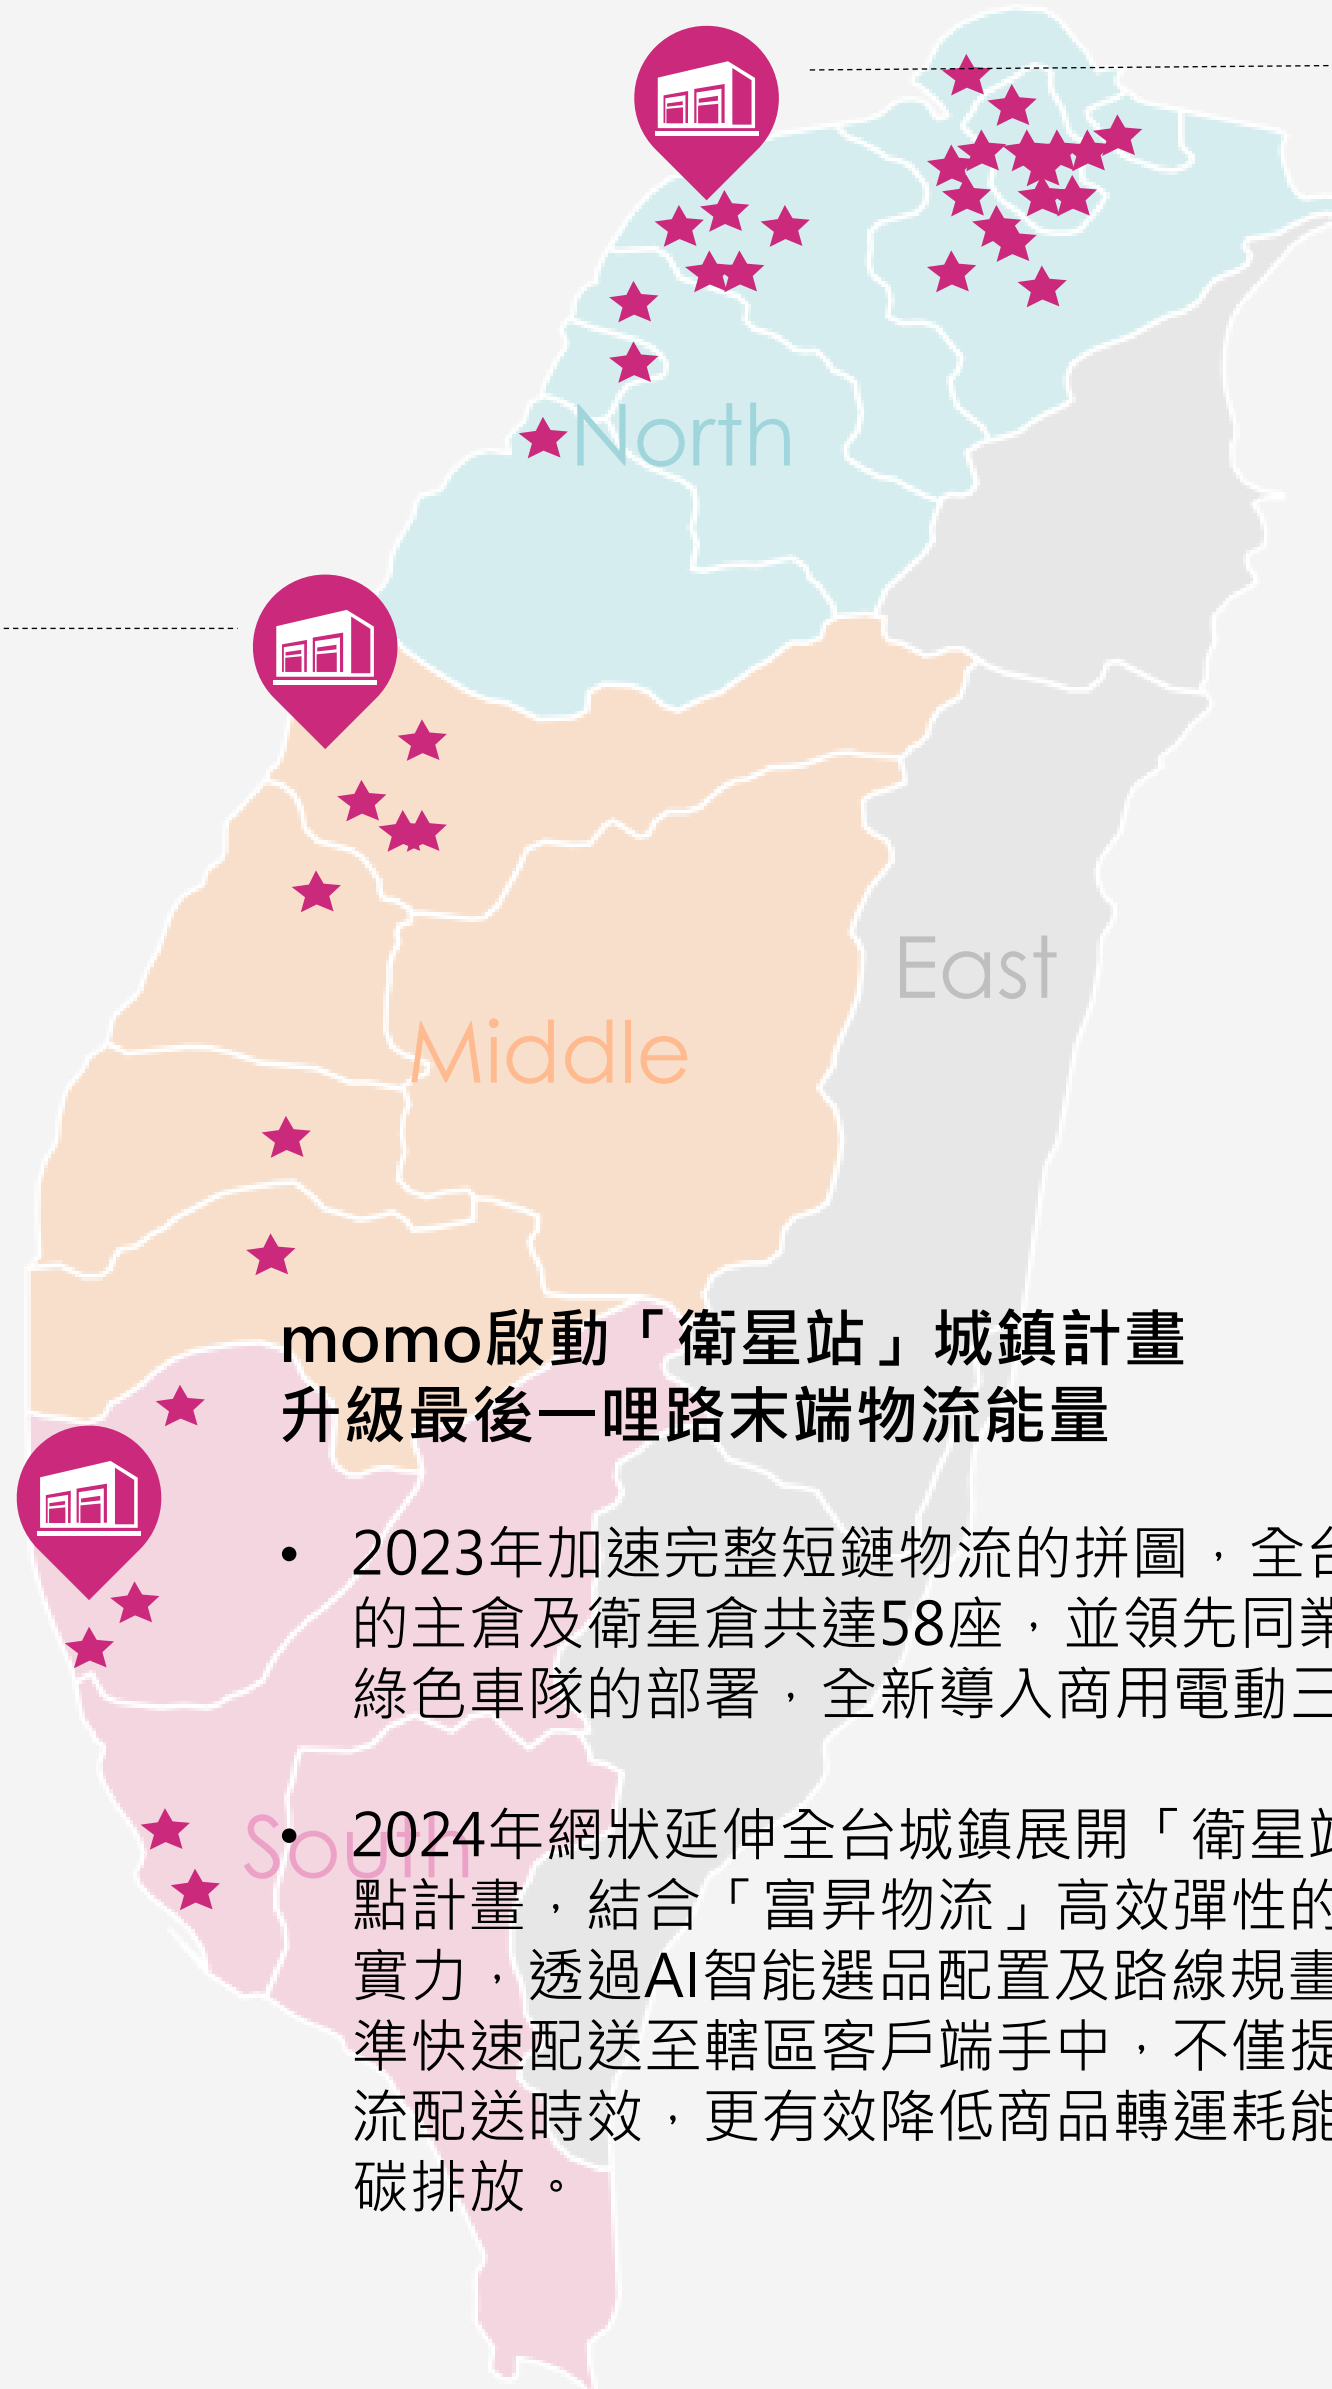 North
East
Middle
momo啟動「衛星站」城鎮計畫
升級最後一哩路末端物流能量
• 2023年加速完整短鏈物流的拼圖，全台
的主倉及衛星倉共達58座，並領先同業
綠色車隊的部署，全新導入商用電動三
South
• 2024年網狀延伸全台城鎮展開「衛星站
點計畫，結合「富昇物流」高效彈性的
實力，透過AI智能選品配置及路線規畫
準快速配送至轄區客戶端手中，不僅提
流配送時效，更有效降低商品轉運耗能
碳排放。